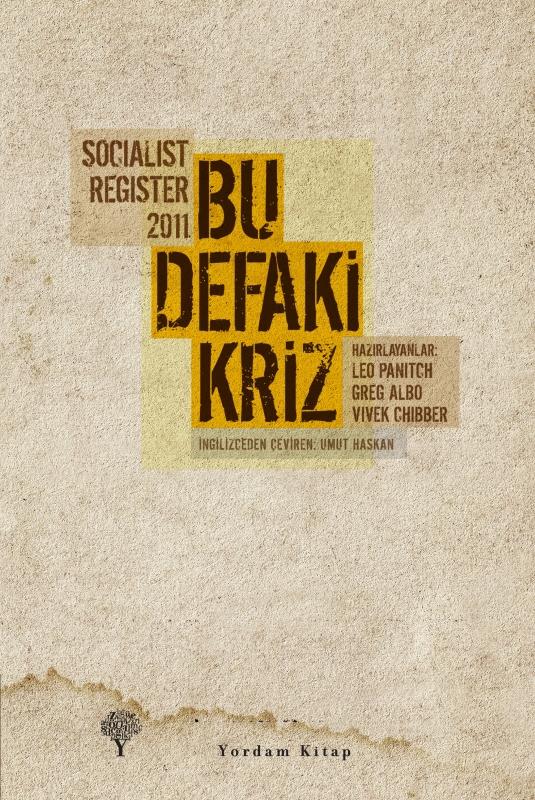 SOCIALIST
REGISTER
2011
BU
DEFAKİ
KRİZ
HAZIRLAYANLAR:
LEO PANITCH
GREG ALBO
VIVEK CHIBBER
İNGİLİZCEDEN ÇEVİREN: UMUT HASKAN
Y
Yordam Kitap